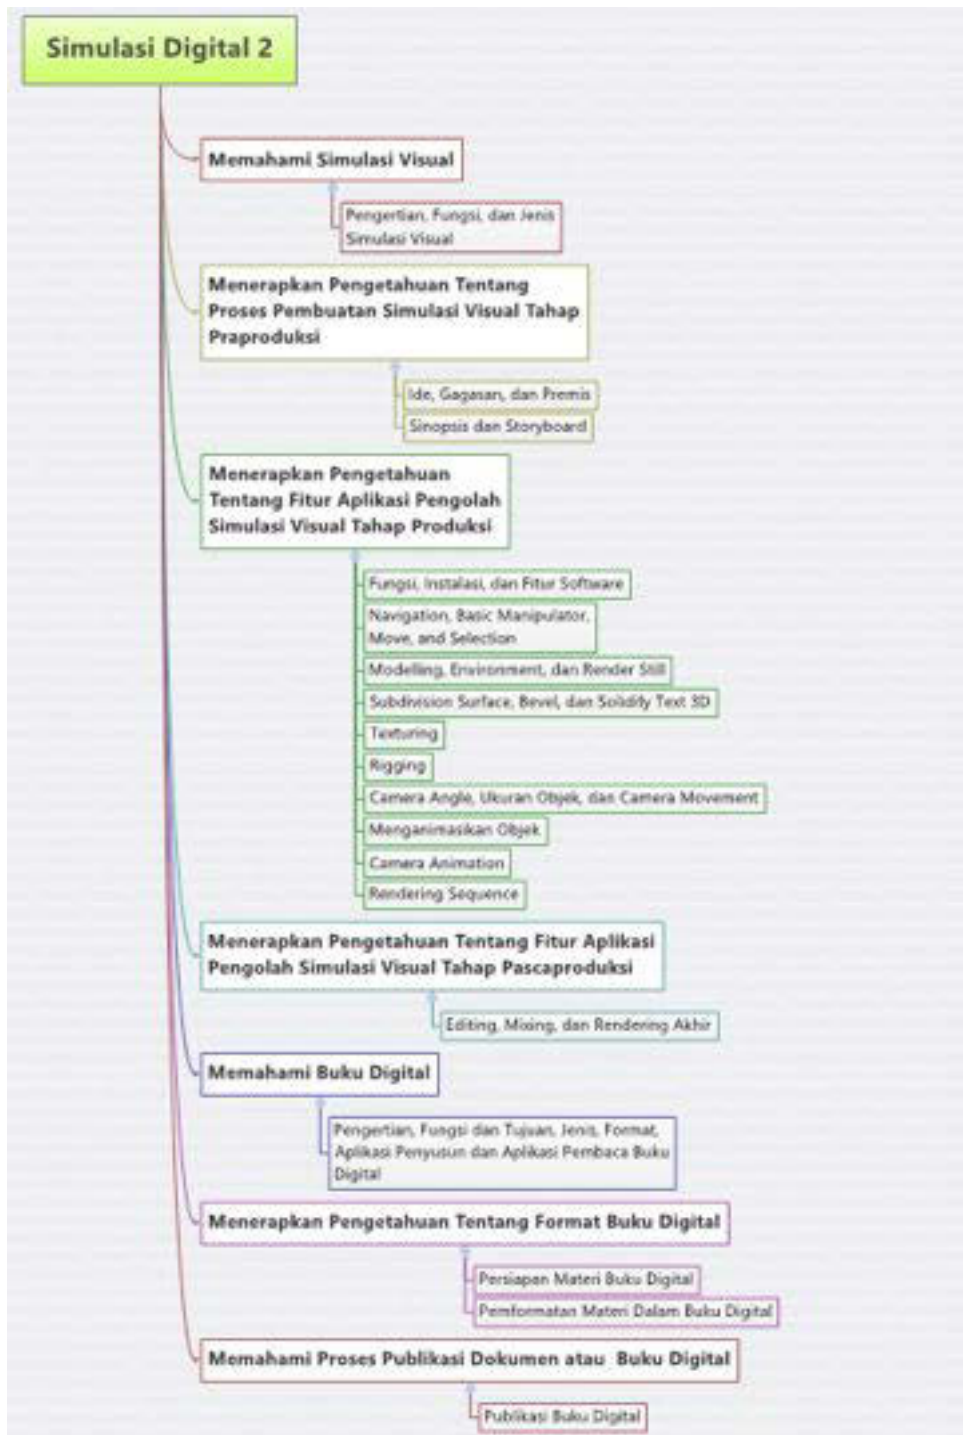 Simulasi Digital 2
Memahami Simulasi Visual
Pengertian, Fungsi, dan Jenis
Simulasi Visual
Menerapkan Pengetahuan Tentang
Proses Pembuatan Simulasi Visual Tahap
Praproduksi
Ide, Gagasan, dan Premis
Sinopsis dan Storyboard
Menerapkan Pengetahuan
Tentang Fitur Aplikasi Pengolah
Simulasi Visual Tahap Produksi
Fungsi, Instalasi, dan Fitur Software
Navigation, Basic Manipulator,
Move, and Selection
Modelling, Environment, dan Render Still
Subdivision Surface, Bevel, dan Solidify Text 3D
Texturing
Rigging
Camera Angle, Ukuran Objek, dan Camera Movement
Menganimasikan Objek
Camera Animation
Rendering Sequence
Menerapkan Pengetahuan Tentang Fitur Aplikasi
Pengolah Simulasi Visual Tahap Pascaproduksi
Editing, Mixing, dan Rendering Akhir
Memahami Buku Digital
Pengertian, Fungsi dan Tujuan, Jenis, Format,
Aplikasi Penyusun dan Aplikasi Pembaca Buku
Digital
Menerapkan Pengetahuan Tentang Format Buku Digital
Persiapan Materi Buku Digital
Pemformatan Materi Dalam Buku Digital
Memahami Proses Publikasi Dokumen atau Buku Digital
Publikasi Buku Digital